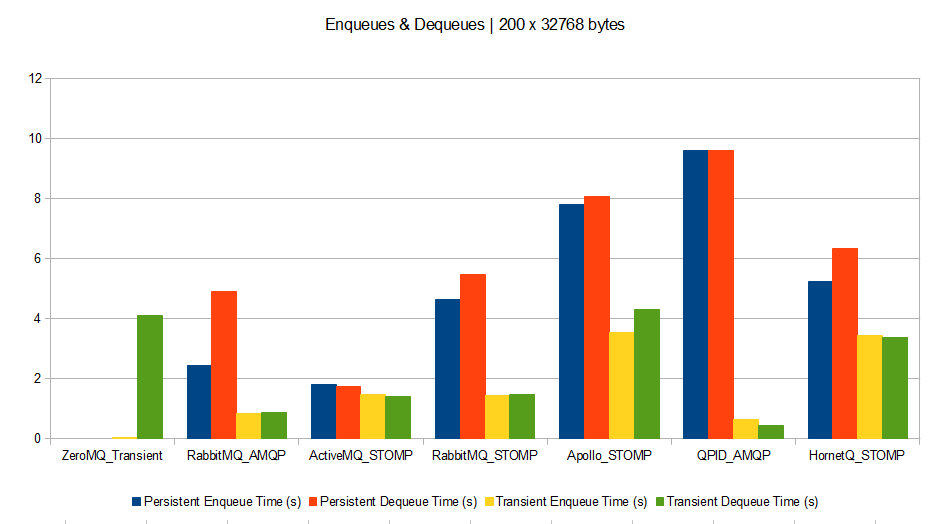 Enqueues & Dequeues | 200 x 32768 bytes
12
10
8
6
4
2
0
ZeroMQ_Transient RabbitMQ_AMQP ActiveMQ_STOMP RabbitMQ_STOMP Apollo_STOMP QPID_AMQP HornetQ_STOMP
Persistent Enqueue Time (s) Persistent Dequeue Time (s) Transient Enqueue Time (s) Transient Dequeue Time (s)